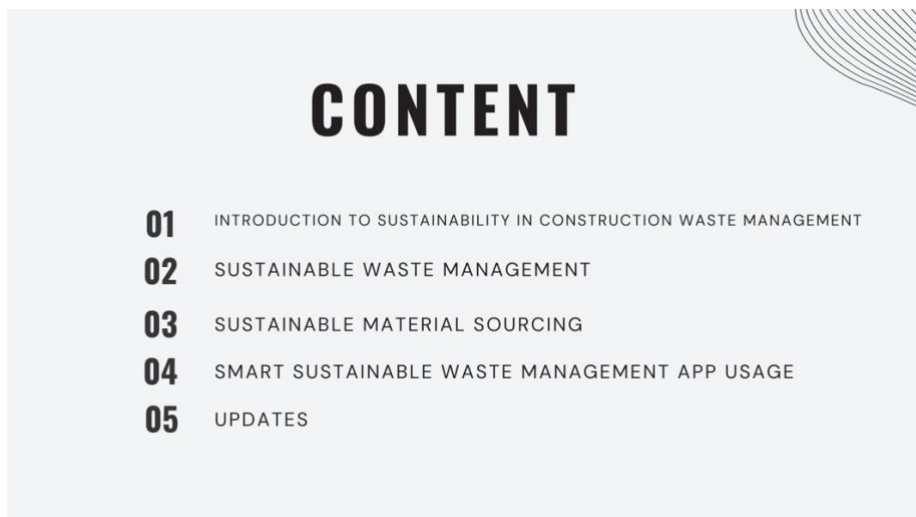 CONTENT
01 INTRODUCTION TO SUSTAINABILITY IN CONSTRUCTION WASTE MANAGEMENT
02 SUSTAINABLE WASTE MANAGEMENT
03 SUSTAINABLE MATERIAL SOURCING
04 SMART SUSTAINABLE WASTE MANAGEMENT APP USAGE
05 UPDATES